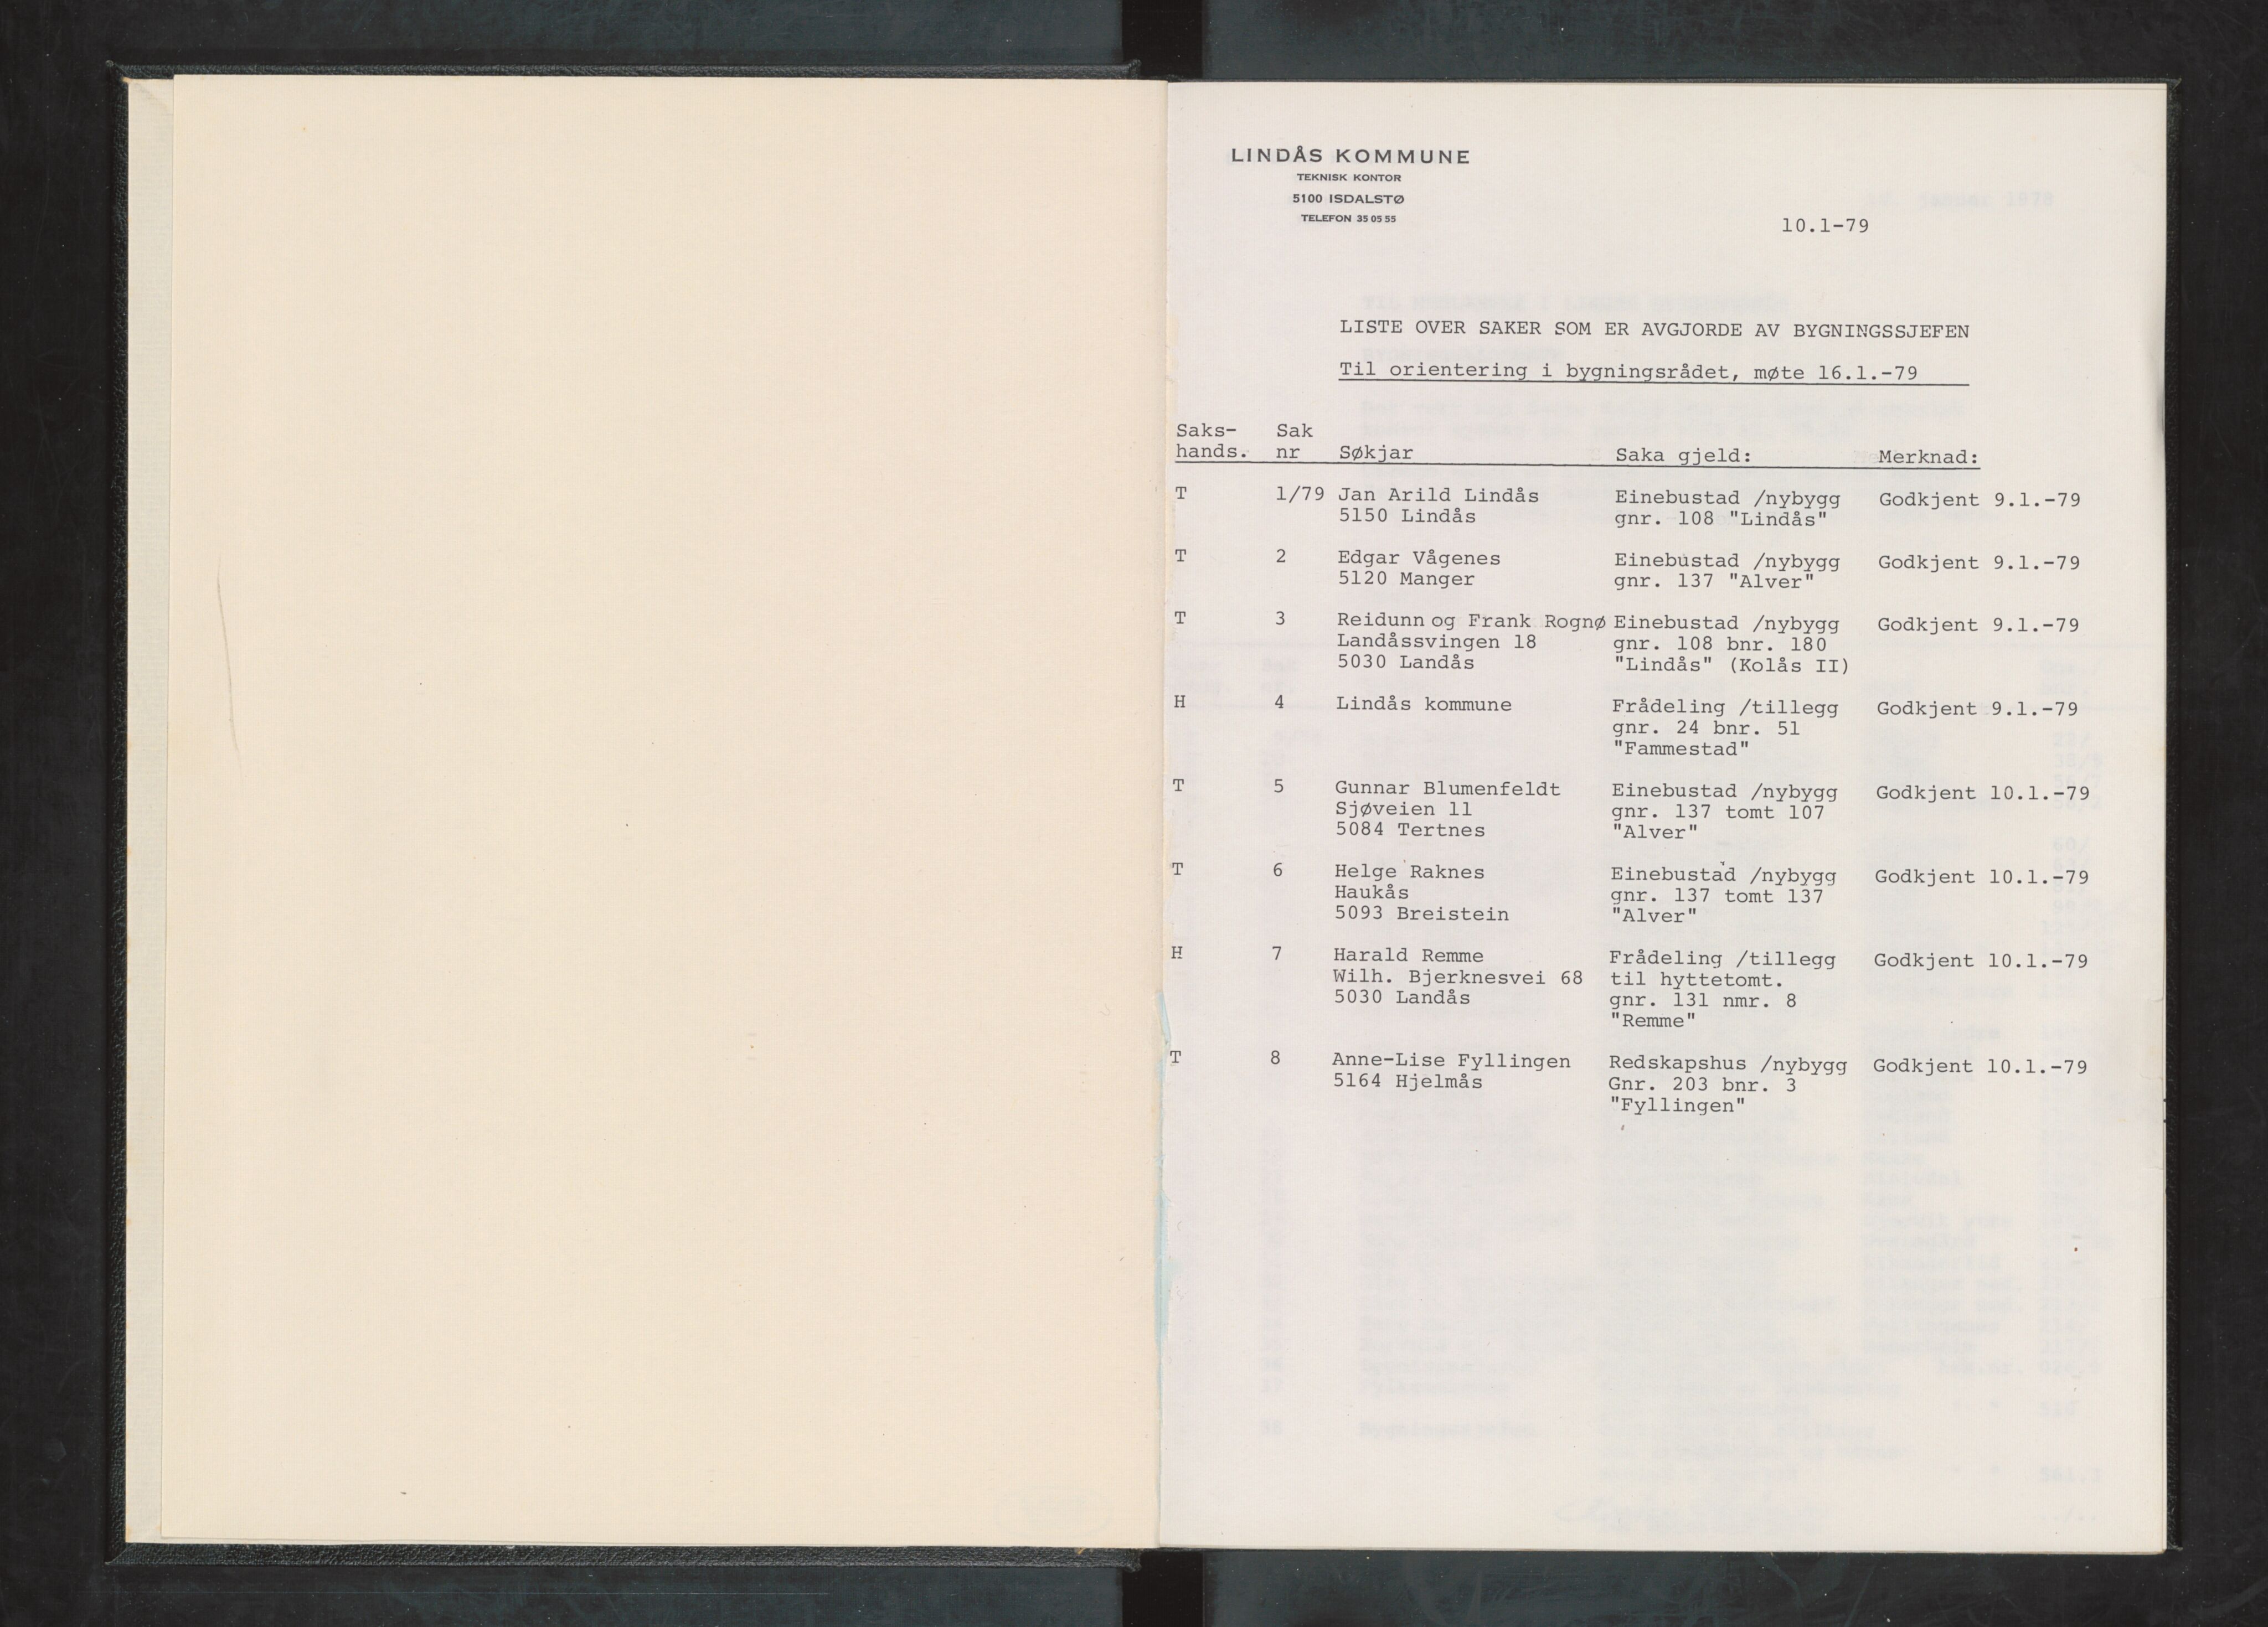 LINDÅS KOMMUNE
TEKNISK KONTOR
5100 ISDALSTØ
TELEFON 35 05 55
10.1-79
LISTE OVER SAKER SOM ER AVGJORDE AV BYGNINGSSJEFEN
Til orientering i bygningsrådet, møte 16.1.-79
Saks- Sak
hands. nr Søkjar Saka gjeld: Merknad:
T 1/79 Jan Arild Lindås Einebustad /nybygg Godkjent 9.1.-79
5150 Lindås gnr. 108 "Lindås"
T 2 Edgar Vågenes Einebustad /nybygg Godkjent 9.1.-79
5120 Manger gnr. 137 "Alver"
T 3 Reidunn og Frank Rognø Einebustad /nybygg Godkjent 9.1.-79
Landåssvingen 18 gnr. 108 bnr. 180
5030 Landås "Lindås" (Kolås II)
H 4 Lindås kommune Frådeling /tillegg Godkjent 9.1.-79
gnr. 24 bnr. 51
"Fammestad"
T 5 Gunnar Blumenfeldt Einebustad /nybygg Godkjent 10.1.-79
Sjøveien 11 gnr. 137 tomt 107
5084 Tertnes "Alver"
T 6 Helge Raknes Einebustad /nybygg Godkjent 10.1.-79
Haukås gnr. 137 tomt 137
5093 Breistein "Alver"
H 7 Harald Remme Frådeling /tillegg Godkjent 10.1.-79
Wilh. Bjerknesvei 68 til hyttetomt.
5030 Landås gnr. 131 nmr. 8
"Remme"
T 8 Anne-Lise Fyllingen Redskapshus /nybygg Godkjent 10.1.-79
5164 Hjelmås Gnr. 203 bnr. 3
"Fyllingen"